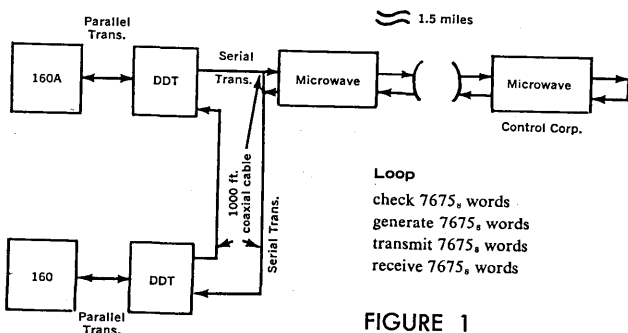 ≈ 1.5 miles
Parallel
Trans.
160A
DDT
Serial
Trans.
Microwave
Microwave
Control Corp.
1000 ft.
coaxial cable
Serial Trans.
Loop
check 7675₈ words
generate 7675₈ words
transmit 7675₈ words
receive 7675₈ words
160
DDT
Parallel
Trans.
FIGURE 1